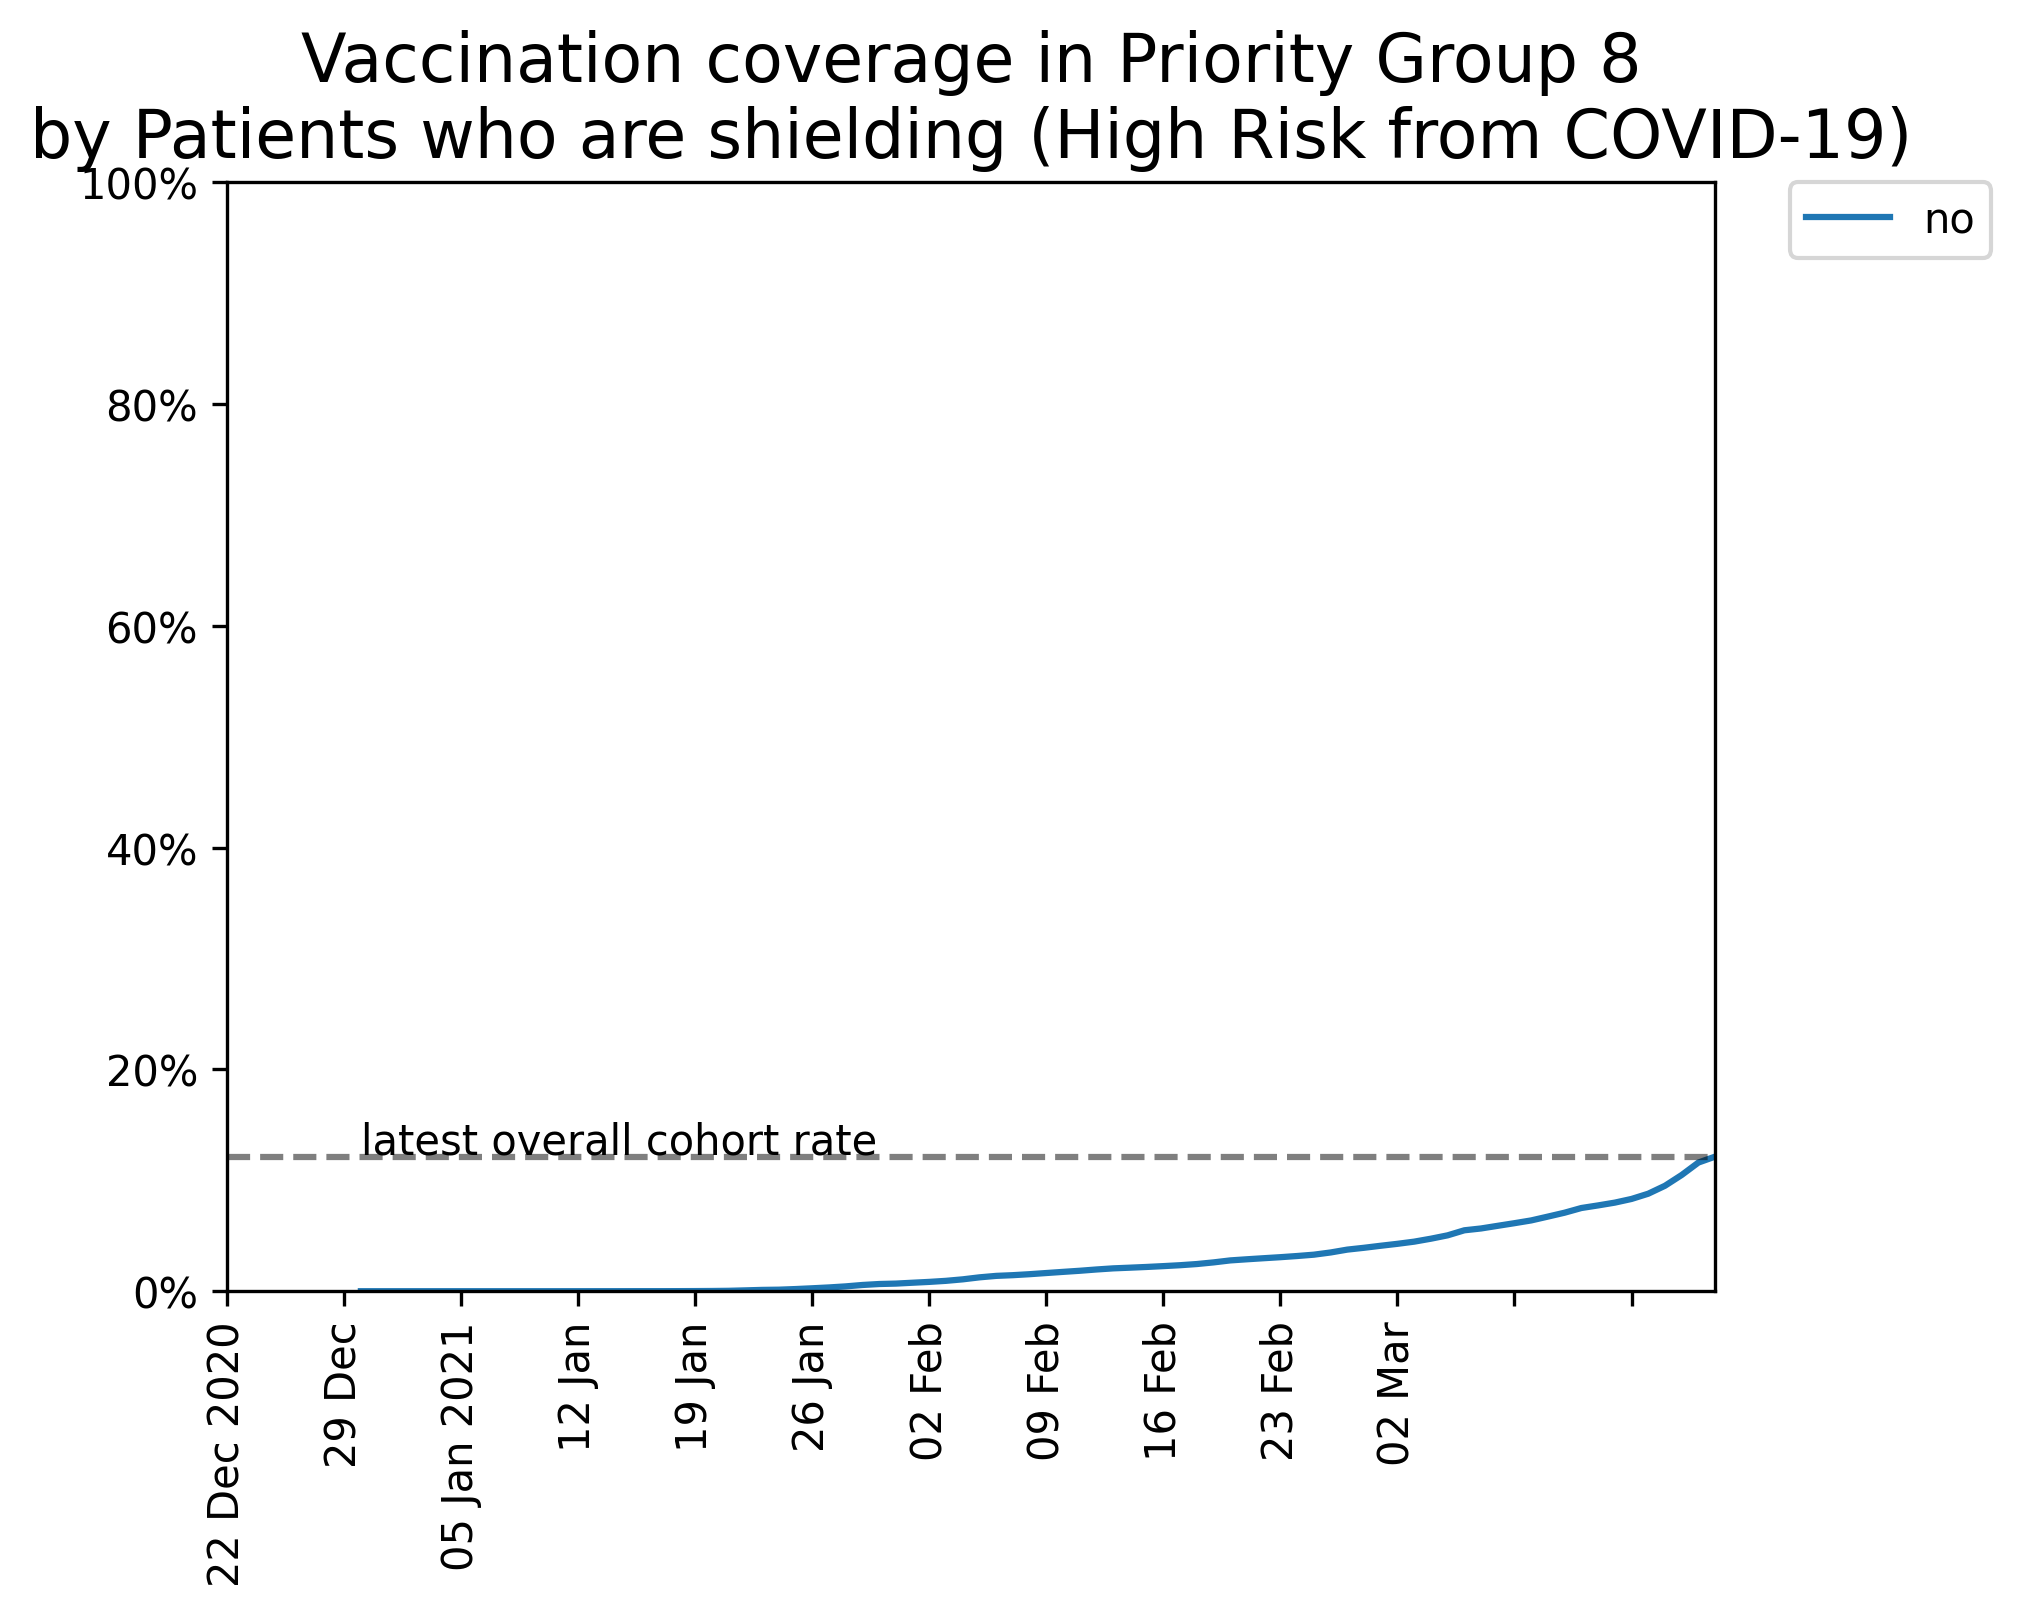 Vaccination coverage in Priority Group 8
by Patients who are shielding (High Risk from COVID-19)
100%
80%
60%
40%
20%
0%
latest overall cohort rate
no
22 Dec 2020
29 Dec
05 Jan 2021
12 Jan
19 Jan
26 Jan
02 Feb
09 Feb
16 Feb
23 Feb
02 Mar